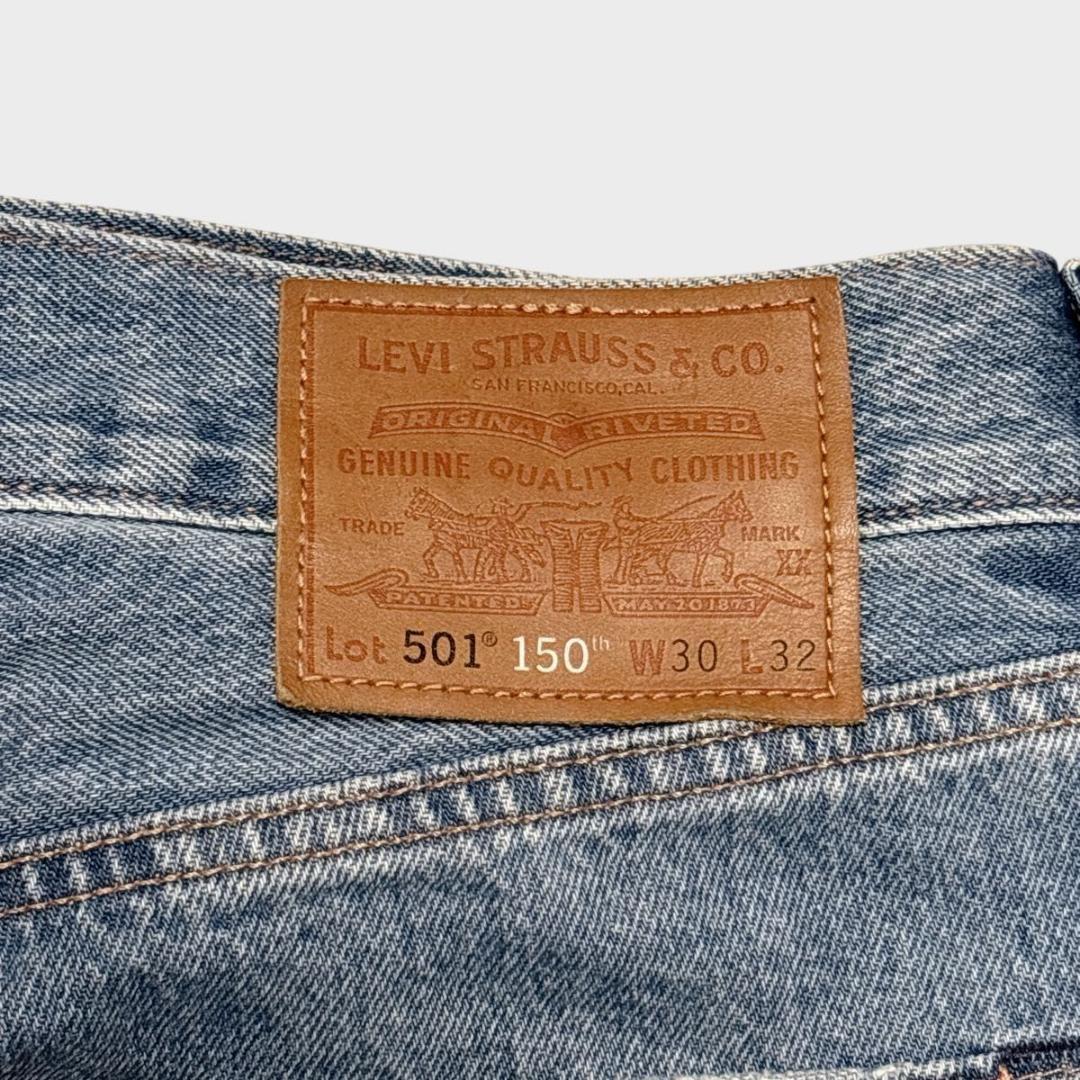 LEVI STRAUSS & CO.
SAN FRANCISCO, CAL.
ORIGINAL RIVETED
GENUINE QUALITY CLOTHING
TRADE MARK
XX
PATENTED MAY 20 1873
Lot 501® 150th W30 L32